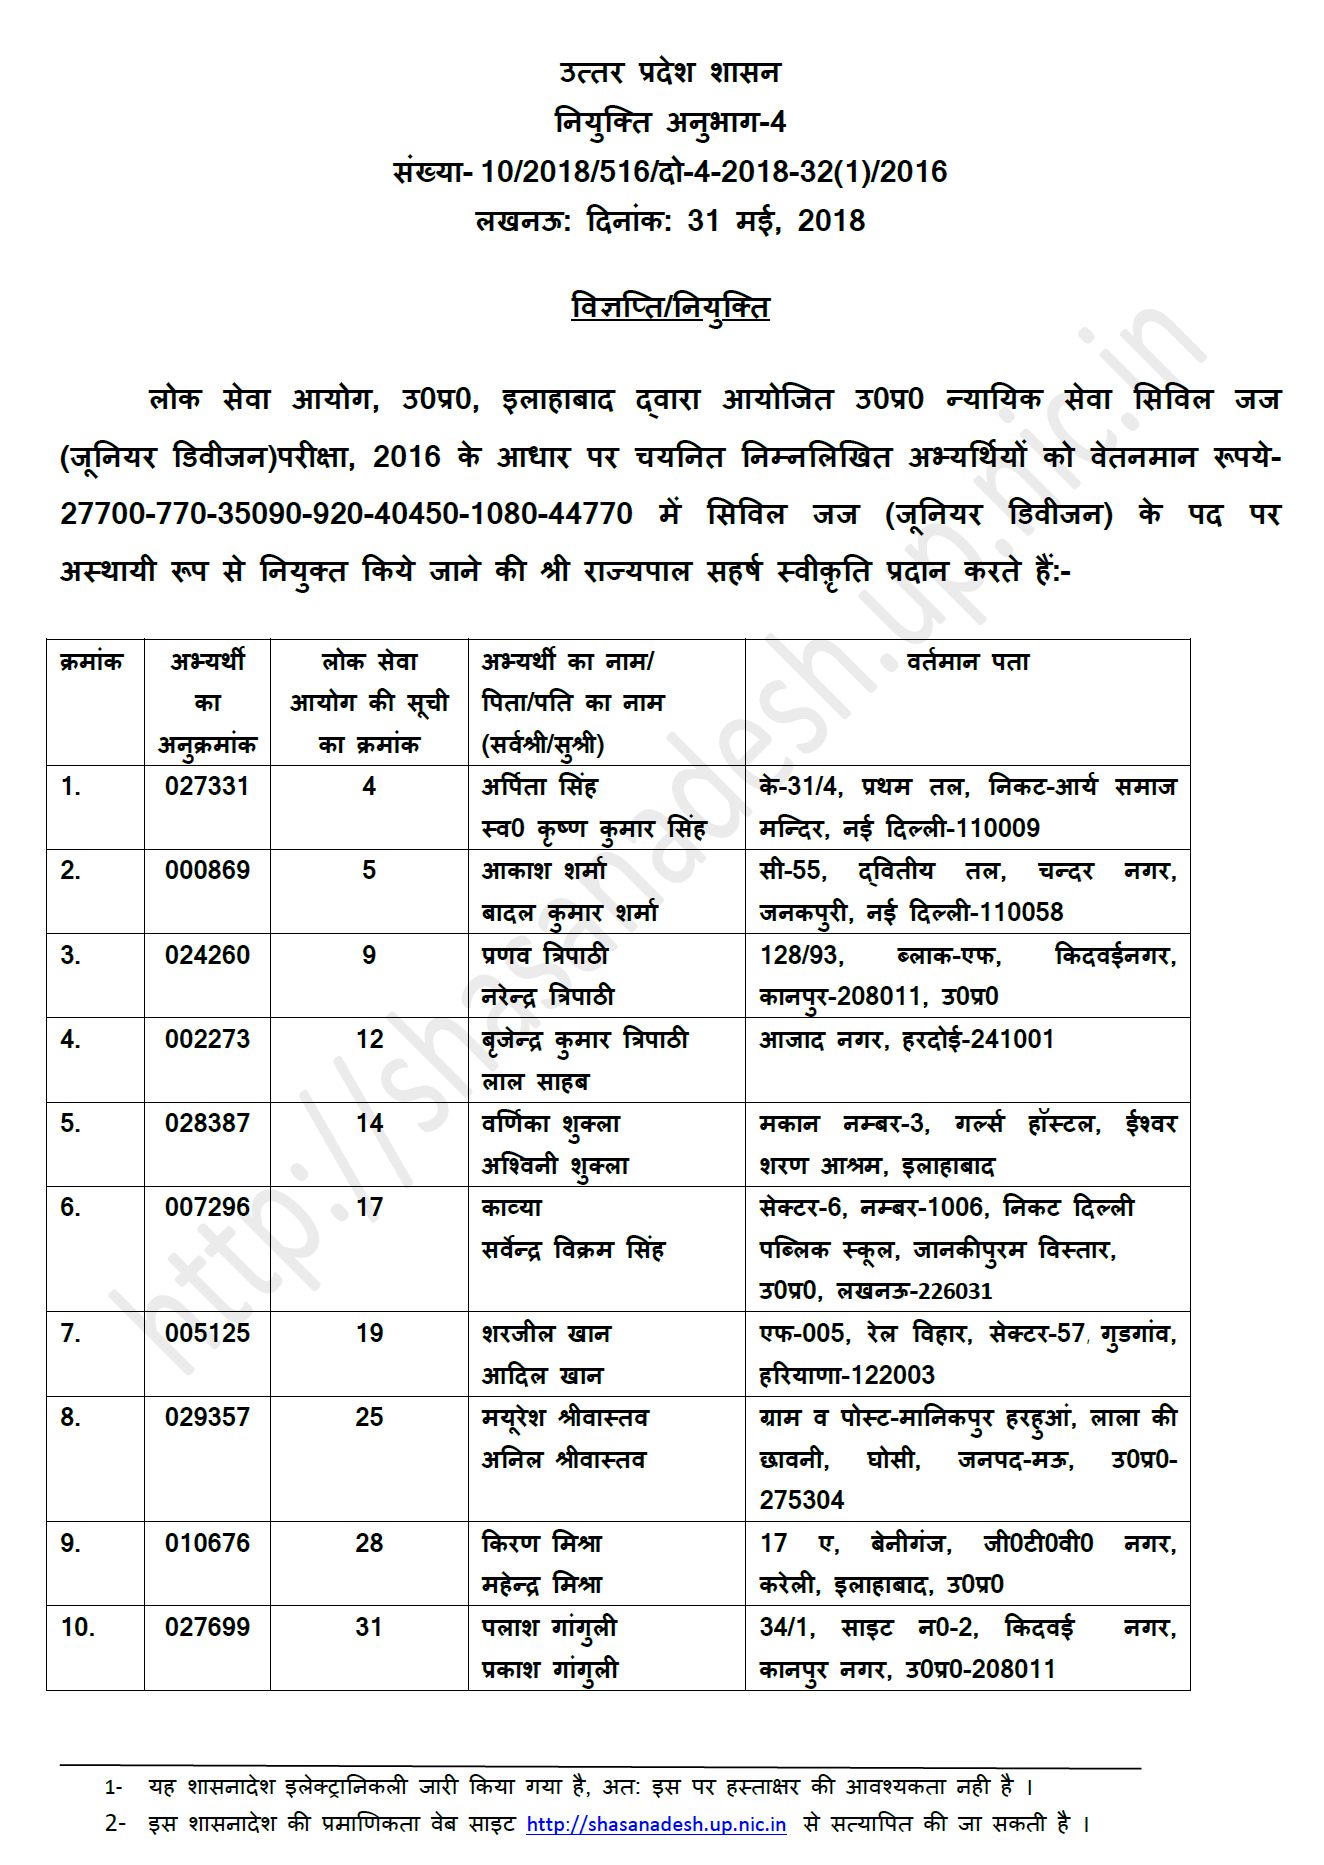 उत्तर प्रदेश शासन
नियुक्ति अनुभाग-4
संख्या- 10/2018/516/दो-4-2018-32(1)/2016
लखनऊ: दिनांक: 31 मई, 2018
विज्ञप्ति/नियुक्ति
लोक सेवा आयोग, उ0प्र0, इलाहाबाद द्वारा आयोजित उ0प्र0 न्यायिक सेवा सिविल जज
(जूनियर डिवीजन)परीक्षा, 2016 के आधार पर चयनित निम्नलिखित अभ्यर्थियों को वेतनमान रूपये-
27700-770-35090-920-40450-1080-44770 में सिविल जज (जूनियर डिवीजन) के पद पर
अस्थायी रूप से नियुक्त किये जाने की श्री राज्यपाल सहर्ष स्वीकृति प्रदान करते हैं:-
क्रमांक अभ्यर्थी लोक सेवा अभ्यर्थी का नाम/ वर्तमान पता
का आयोग की सूची पिता/पति का नाम
अनुक्रमांक का क्रमांक (सर्वश्री/सुश्री)
1. 027331 4 अर्पिता सिंह के-31/4, प्रथम तल, निकट-आर्य समाज
स्व0 कृष्ण कुमार सिंह मन्दिर, नई दिल्ली-110009
2. 000869 5 आकाश शर्मा सी-55, द्वितीय तल, चन्दर नगर,
बादल कुमार शर्मा जनकपुरी, नई दिल्ली-110058
3. 024260 9 प्रणव त्रिपाठी 128/93, ब्लाक-एफ, किदवईनगर,
नरेन्द्र त्रिपाठी कानपुर-208011, उ0प्र0
4. 002273 12 बृजेन्द्र कुमार त्रिपाठी आजाद नगर, हरदोई-241001
लाल साहब
5. 028387 14 वर्णिका शुक्ला मकान नम्बर-3, गर्ल्स हॉस्टल, ईश्वर
अश्विनी शुक्ला शरण आश्रम, इलाहाबाद
6. 007296 17 काव्या सेक्टर-6, नम्बर-1006, निकट दिल्ली
सर्वेन्द्र विक्रम सिंह पब्लिक स्कूल, जानकीपुरम विस्तार,
उ0प्र0, लखनऊ-226031
7. 005125 19 शरजील खान एफ-005, रेल विहार, सेक्टर-57, गुडगांव,
आदिल खान हरियाणा-122003
8. 029357 25 मयूरेश श्रीवास्तव ग्राम व पोस्ट-मानिकपुर हरहुआं, लाला की
अनिल श्रीवास्तव छावनी, घोसी, जनपद-मऊ, उ0प्र0-
275304
9. 010676 28 किरण मिश्रा 17 ए, बेनीगंज, जी0टी0वी0 नगर,
महेन्द्र मिश्रा करेली, इलाहाबाद, उ0प्र0
10. 027699 31 पलाश गांगुली 34/1, साइट न0-2, किदवई नगर,
प्रकाश गांगुली कानपुर नगर, उ0प्र0-208011
1- यह शासनादेश इलेक्ट्रानिकली जारी किया गया है, अत: इस पर हस्ताक्षर की आवश्यकता नही है ।
2- इस शासनादेश की प्रमाणिकता वेब साइट http://shasanadesh.up.nic.in से सत्यापित की जा सकती है ।
http://shasanadesh.up.nic.in